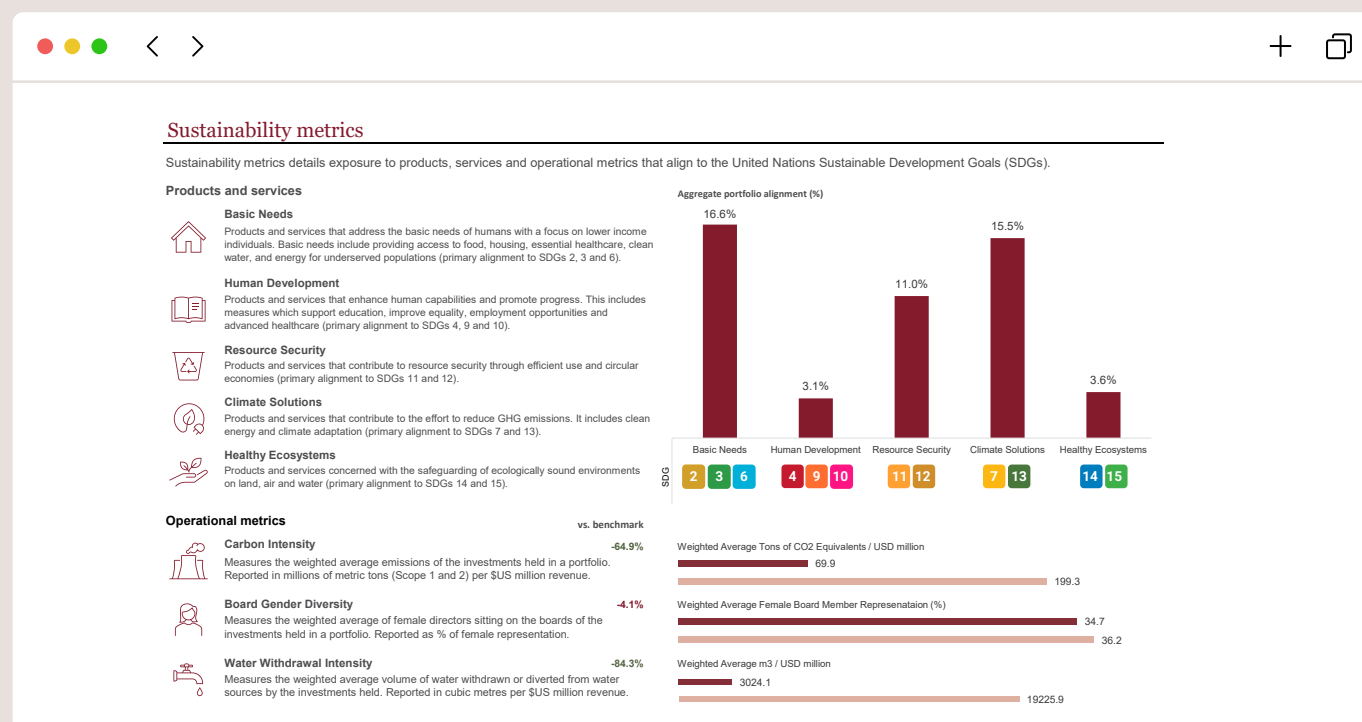 Sustainability metrics
Sustainability metrics details exposure to products, services and operational metrics that align to the United Nations Sustainable Development Goals (SDGs).
Products and services
Basic Needs
Products and services that address the basic needs of humans with a focus on lower income
individuals. Basic needs include providing access to food, housing, essential healthcare, clean
water, and energy for underserved populations (primary alignment to SDGs 2, 3 and 6).
Human Development
Products and services that enhance human capabilities and promote progress. This includes
measures which support education, improve equality, employment opportunities and
advanced healthcare (primary alignment to SDGs 4, 9 and 10).
Resource Security
Products and services that contribute to resource security through efficient use and circular
economies (primary alignment to SDGs 11 and 12).
Climate Solutions
Products and services that contribute to the effort to reduce GHG emissions. It includes clean
energy and climate adaptation (primary alignment to SDGs 7 and 13).
Healthy Ecosystems
Products and services concerned with the safeguarding of ecologically sound environments
on land, air and water (primary alignment to SDGs 14 and 15).
Aggregate portfolio alignment (%)
16.6%
3.1%
11.0%
15.5%
3.6%
Basic Needs Human Development Resource Security Climate Solutions Healthy Ecosystems
SDG
2 3 6 4 9 10 11 12 7 13 14 15
Operational metrics
vs. benchmark
Carbon Intensity
-64.9%
Measures the weighted average emissions of the investments held in a portfolio.
Reported in millions of metric tons (Scope 1 and 2) per $US million revenue.
Weighted Average Tons of CO2 Equivalents / USD million
69.9
199.3
Board Gender Diversity
-4.1%
Measures the weighted average of female directors sitting on the boards of the
investments held in a portfolio. Reported as % of female representation.
Weighted Average Female Board Member Represenataion (%)
34.7
36.2
Water Withdrawal Intensity
-84.3%
Measures the weighted average volume of water withdrawn or diverted from water
sources by the investments held. Reported in cubic metres per $US million revenue.
Weighted Average m3 / USD million
3024.1
19225.9